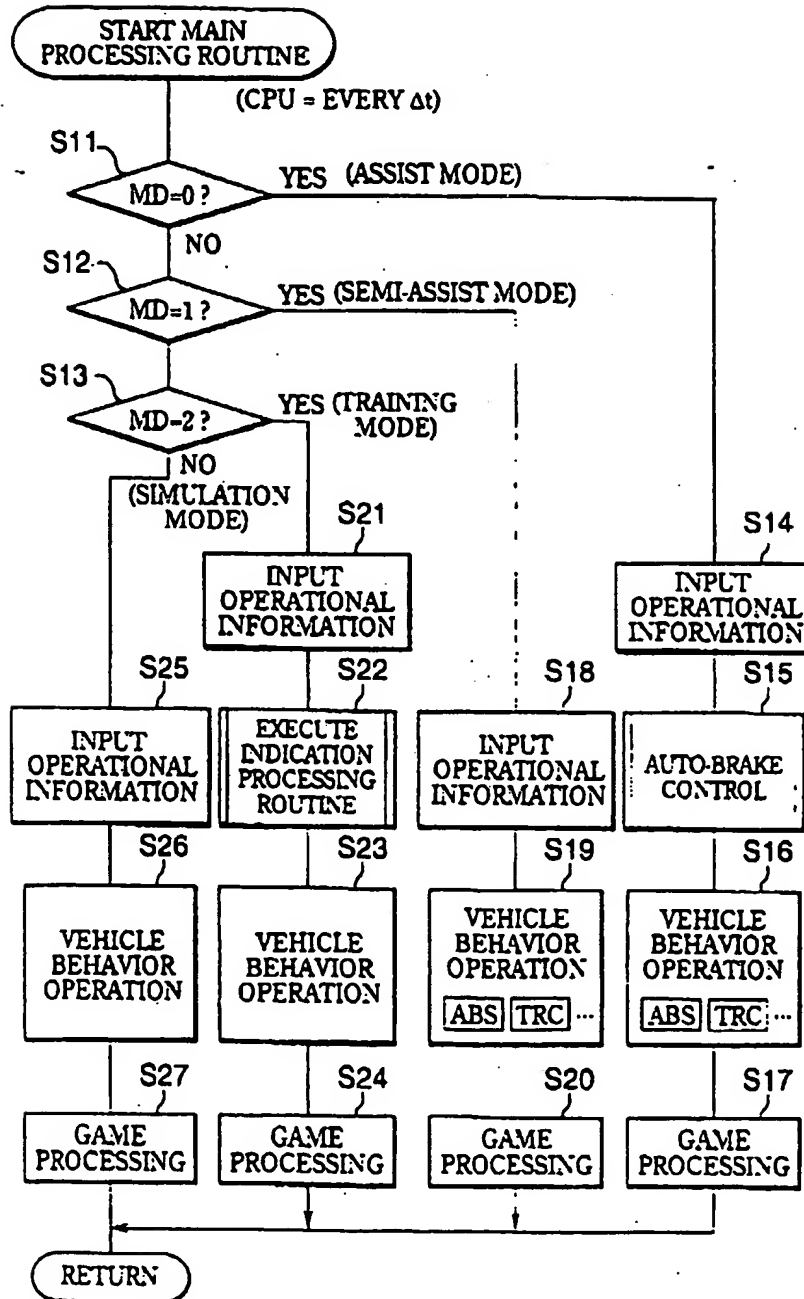 START MAIN
PROCESSING ROUTINE
(CPU = EVERY Δt)
S11
MD=0?
YES (ASSIST MODE)
NO
S12
MD=1?
YES (SEMI-ASSIST MODE)
S13
MD=2?
YES (TRAINING
MODE)
NO
(SIMULATION
MODE)
S21
INPUT
OPERATIONAL
INFORMATION
S14
INPUT
OPERATIONAL
INFORMATION
S25
INPUT
OPERATIONAL
INFORMATION
S22
EXECUTE
INDICATION
PROCESSING
ROUTINE
S18
INPUT
OPERATIONAL
INFORMATION
S15
AUTO-BRAKE
CONTROL
S26
VEHICLE
BEHAVIOR
OPERATION
S23
VEHICLE
BEHAVIOR
OPERATION
S19
VEHICLE
BEHAVIOR
OPERATION
ABS TRC ...
S16
VEHICLE
BEHAVIOR
OPERATION
ABS TRC ...
S27
GAME
PROCESSING
S24
GAME
PROCESSING
S20
GAME
PROCESSING
S17
GAME
PROCESSING
RETURN